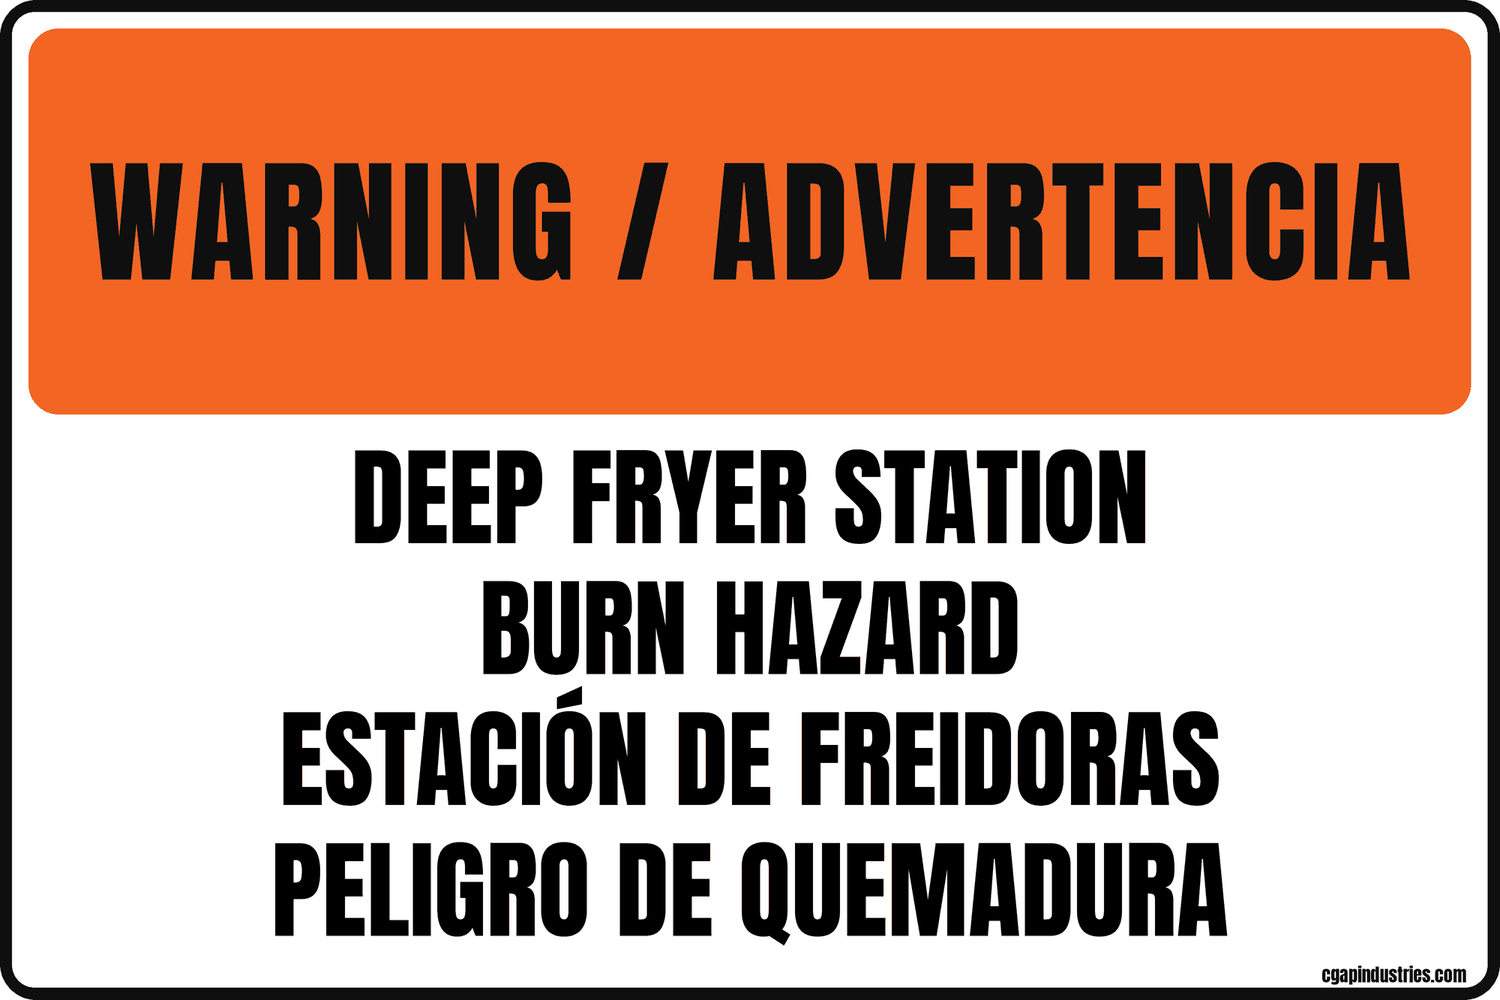 WARNING / ADVERTENCIA
DEEP FRYER STATION
BURN HAZARD
ESTACIÓN DE FREIDORAS
PELIGRO DE QUEMADURA
cgapindustries.com